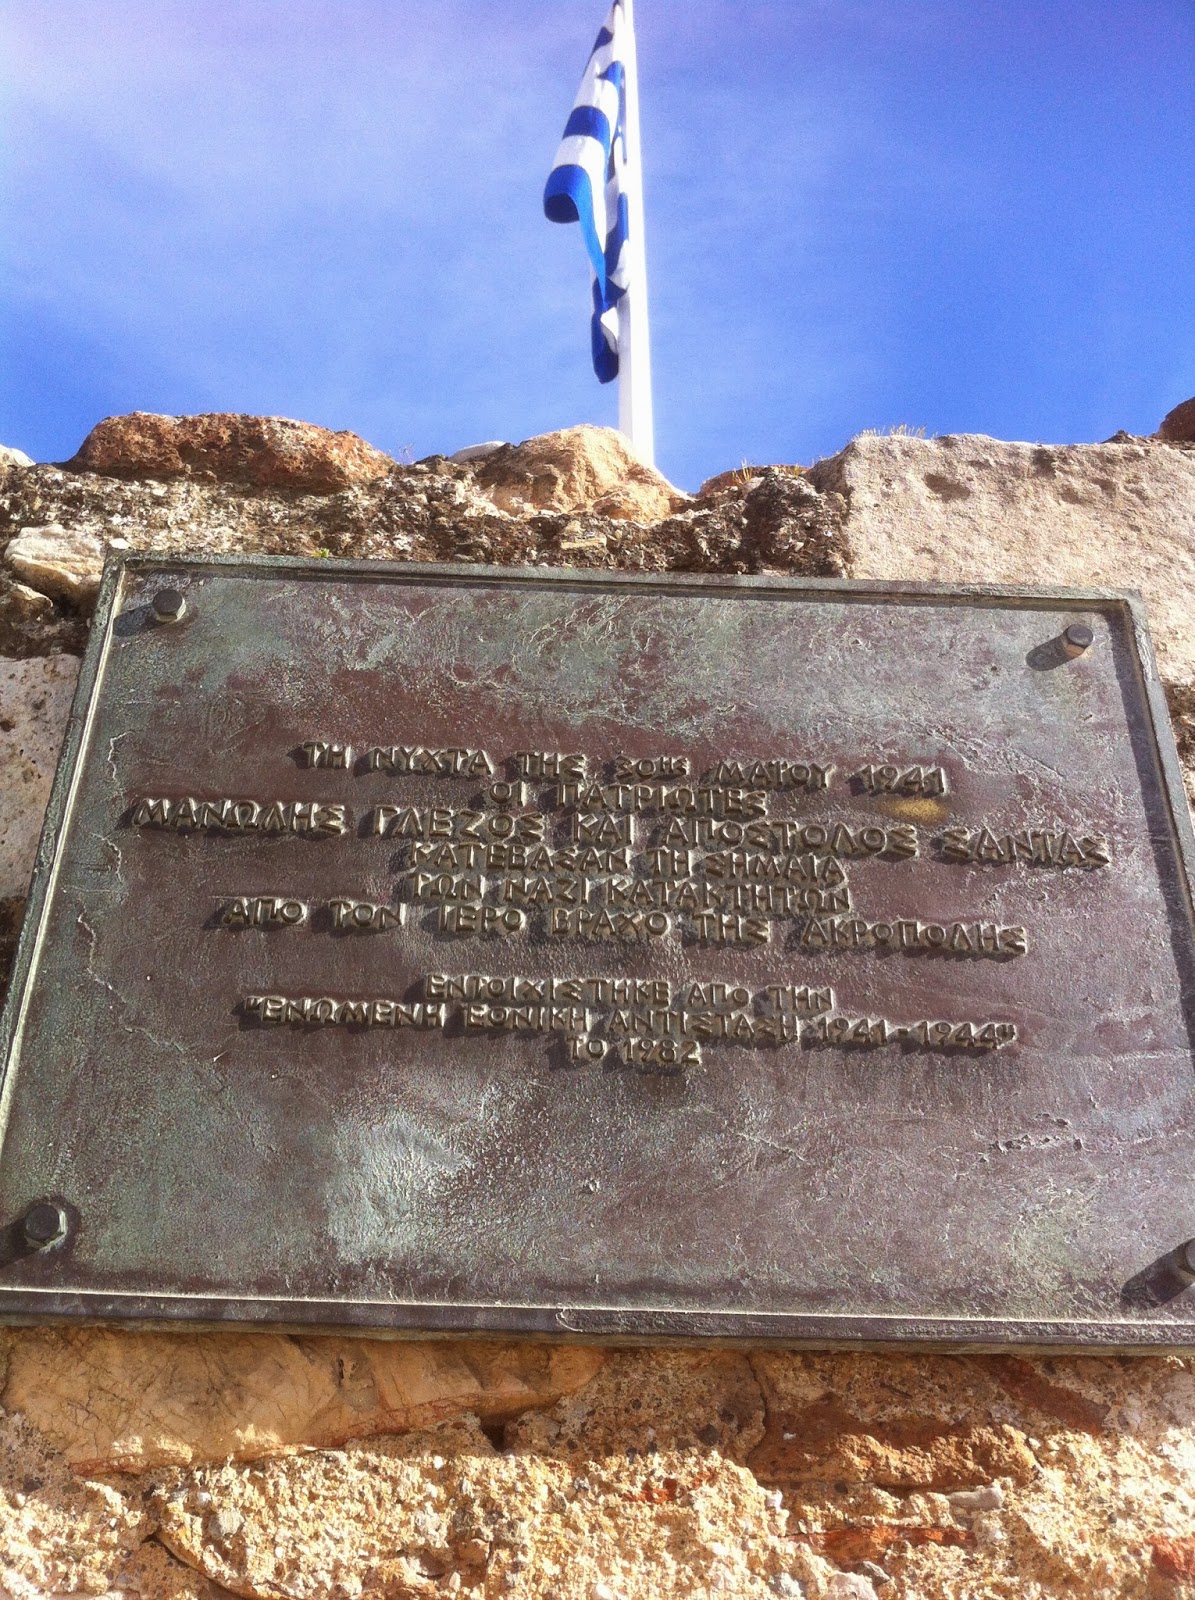 ΤΗ ΝΥΧΤΑ ΤΗΣ 30ΗΣ ΜΑΪΟΥ 1941
ΟΙ ΠΑΤΡΙΩΤΕΣ
ΜΑΝΩΛΗΣ ΓΛΕΖΟΣ ΚΑΙ ΑΠΟΣΤΟΛΟΣ ΣΑΝΤΑΣ
ΚΑΤΕΒΑΣΑΝ ΤΗ ΣΗΜΑΙΑ
ΤΩΝ ΝΑΖΙ ΚΑΤΑΚΤΗΤΩΝ
ΑΠΟ ΤΟΝ ΙΕΡΟ ΒΡΑΧΟ ΤΗΣ ΑΚΡΟΠΟΛΗΣ
ΕΝΤΟΙΧΙΣΤΗΚΕ ΑΠΟ ΤΗΝ
"ΕΝΩΜΕΝΗ ΕΘΝΙΚΗ ΑΝΤΙΣΤΑΣΗ 1941-1944"
ΤΟ 1982